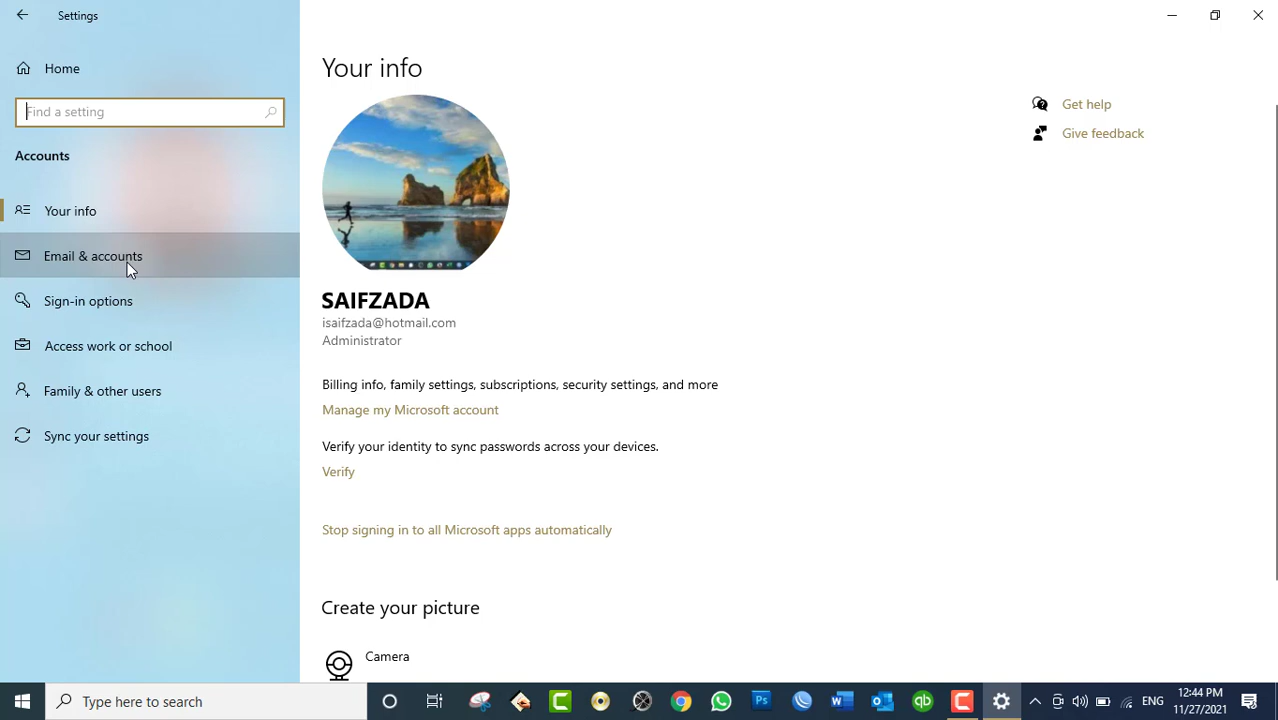 Settings
Home
Find a setting
Accounts
Your info
Email & accounts
Sign-in options
Access work or school
Family & other users
Sync your settings
Your info
SAIFZADA
isaifzada@hotmail.com
Administrator
Billing info, family settings, subscriptions, security settings, and more
Manage my Microsoft account
Verify your identity to sync passwords across your devices.
Verify
Stop signing in to all Microsoft apps automatically
Create your picture
Camera
Get help
Give feedback
Type here to search
Ps
qb
ENG
12:44 PM
11/27/2021